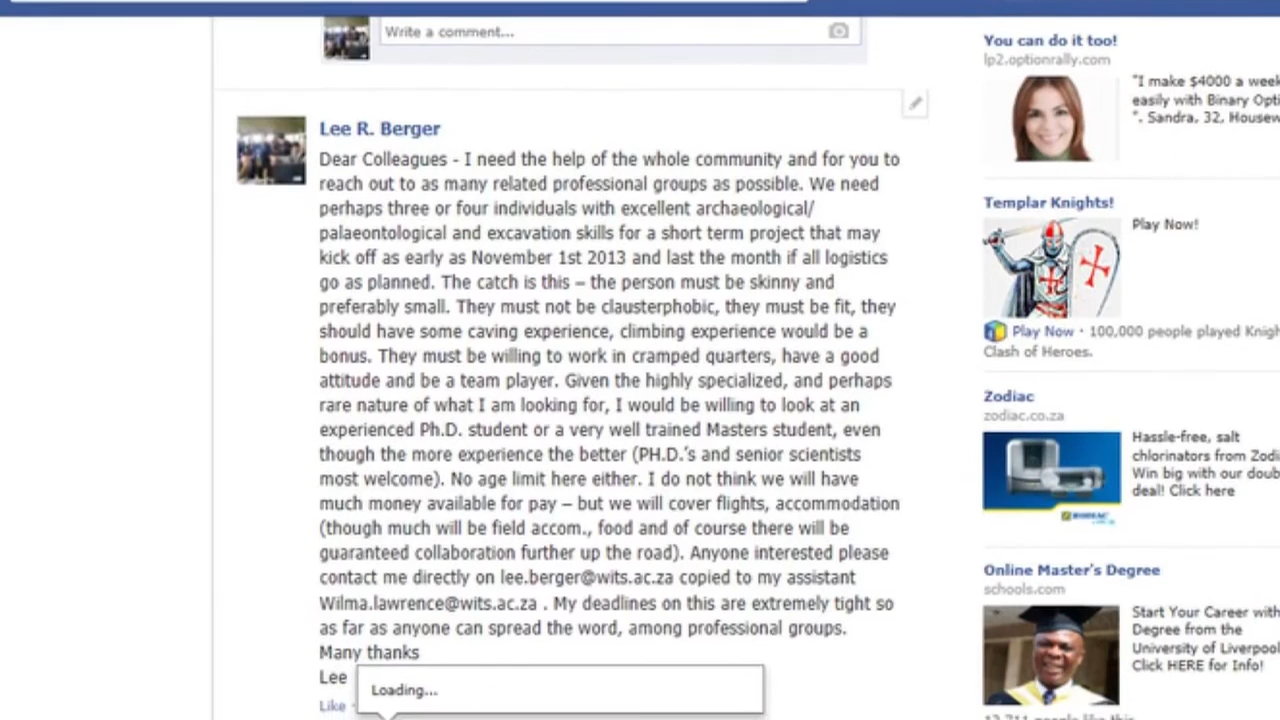 Write a comment...
Lee R. Berger
Dear Colleagues - I need the help of the whole community and for you to
reach out to as many related professional groups as possible. We need
perhaps three or four individuals with excellent archaeological/
palaeontological and excavation skills for a short term project that may
kick off as early as November 1st 2013 and last the month if all logistics
go as planned. The catch is this – the person must be skinny and
preferably small. They must not be clausterphobic, they must be fit, they
should have some caving experience, climbing experience would be a
bonus. They must be willing to work in cramped quarters, have a good
attitude and be a team player. Given the highly specialized, and perhaps
rare nature of what I am looking for, I would be willing to look at an
experienced Ph.D. student or a very well trained Masters student, even
though the more experience the better (PH.D.'s and senior scientists
most welcome). No age limit here either. I do not think we will have
much money available for pay – but we will cover flights, accommodation
(though much will be field accom., food and of course there will be
guaranteed collaboration further up the road). Anyone interested please
contact me directly on lee.berger@wits.ac.za copied to my assistant
Wilma.lawrence@wits.ac.za . My deadlines on this are extremely tight so
as far as anyone can spread the word, among professional groups.
Many thanks
Lee
Loading...
Like
You can do it too!
lp2.optionrally.com
"I make $4000 a week
easily with Binary Opti
". Sandra, 32, Housew
Templar Knights!
Play Now!
Play Now · 100,000 people played Knigh
Clash of Heroes.
Zodiac
zodiac.co.za
Hassle-free, salt
chlorinators from Zodi
Win big with our doub
deal! Click here
ZODIAC
Online Master's Degree
schools.com
Start Your Career with
Degree from the
University of Liverpool
Click HERE for Info!